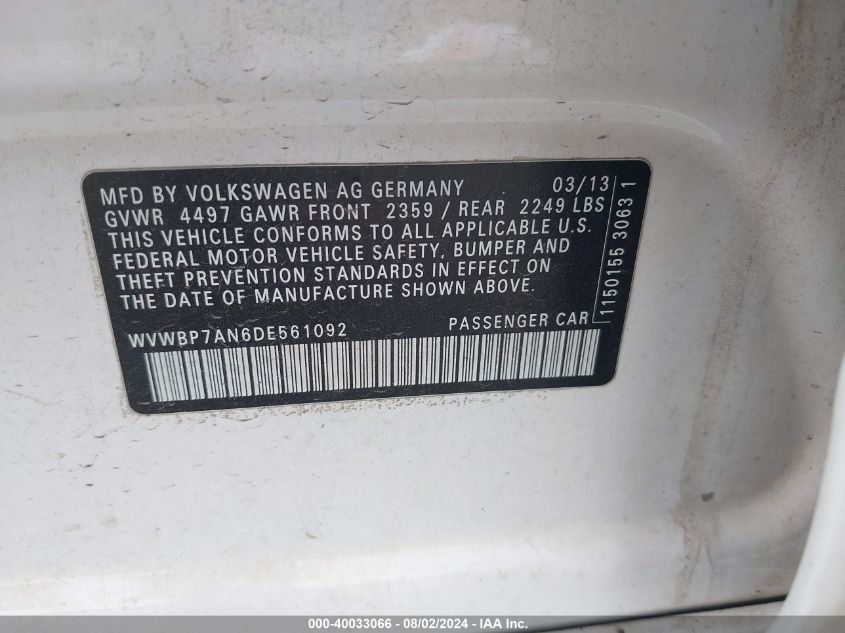 MFD BY VOLKSWAGEN AG GERMANY 03/13
GVWR 4497 GAWR FRONT 2359 / REAR 2249 LBS
THIS VEHICLE CONFORMS TO ALL APPLICABLE U.S.
FEDERAL MOTOR VEHICLE SAFETY, BUMPER AND
THEFT PREVENTION STANDARDS IN EFFECT ON
THE DATE OF MANUFACTURE SHOWN ABOVE.
WVWBP7AN6DE561092 PASSENGER CAR
1150155 30631
000-40033066 - 08/02/2024 - IAA Inc.